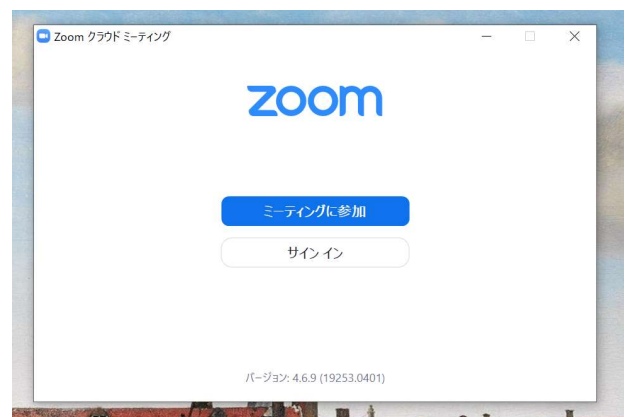 Zoom クラウド ミーティング
zoom
ミーティングに参加
サイン イン
バージョン: 4.6.9 (19253.0401)